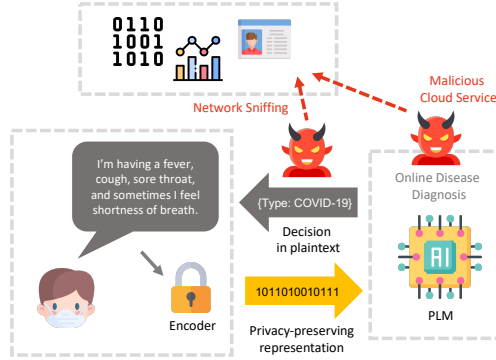 0110
1001
1010
Network Sniffing
Malicious
Cloud Service
I'm having a fever,
cough, sore throat,
and sometimes I feel
shortness of breath.
Encoder
{Type: COVID-19}
Decision
in plaintext
1011010010111
Privacy-preserving
representation
Online Disease
Diagnosis
AI
PLM